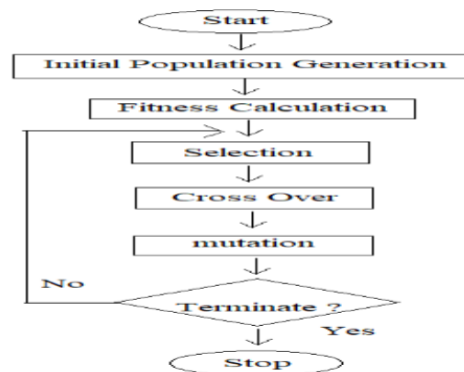 Start
Initial Population Generation
Fitness Calculation
Selection
Cross Over
mutation
No
Terminate ?
Yes
Stop